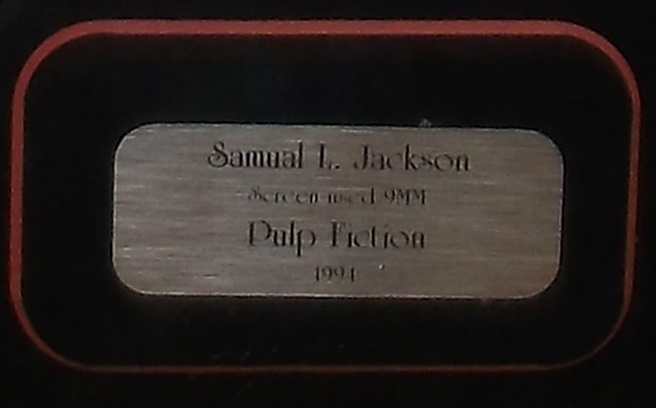 Samual L. Jackson
Screen used 9MM
Pulp Fiction
1994